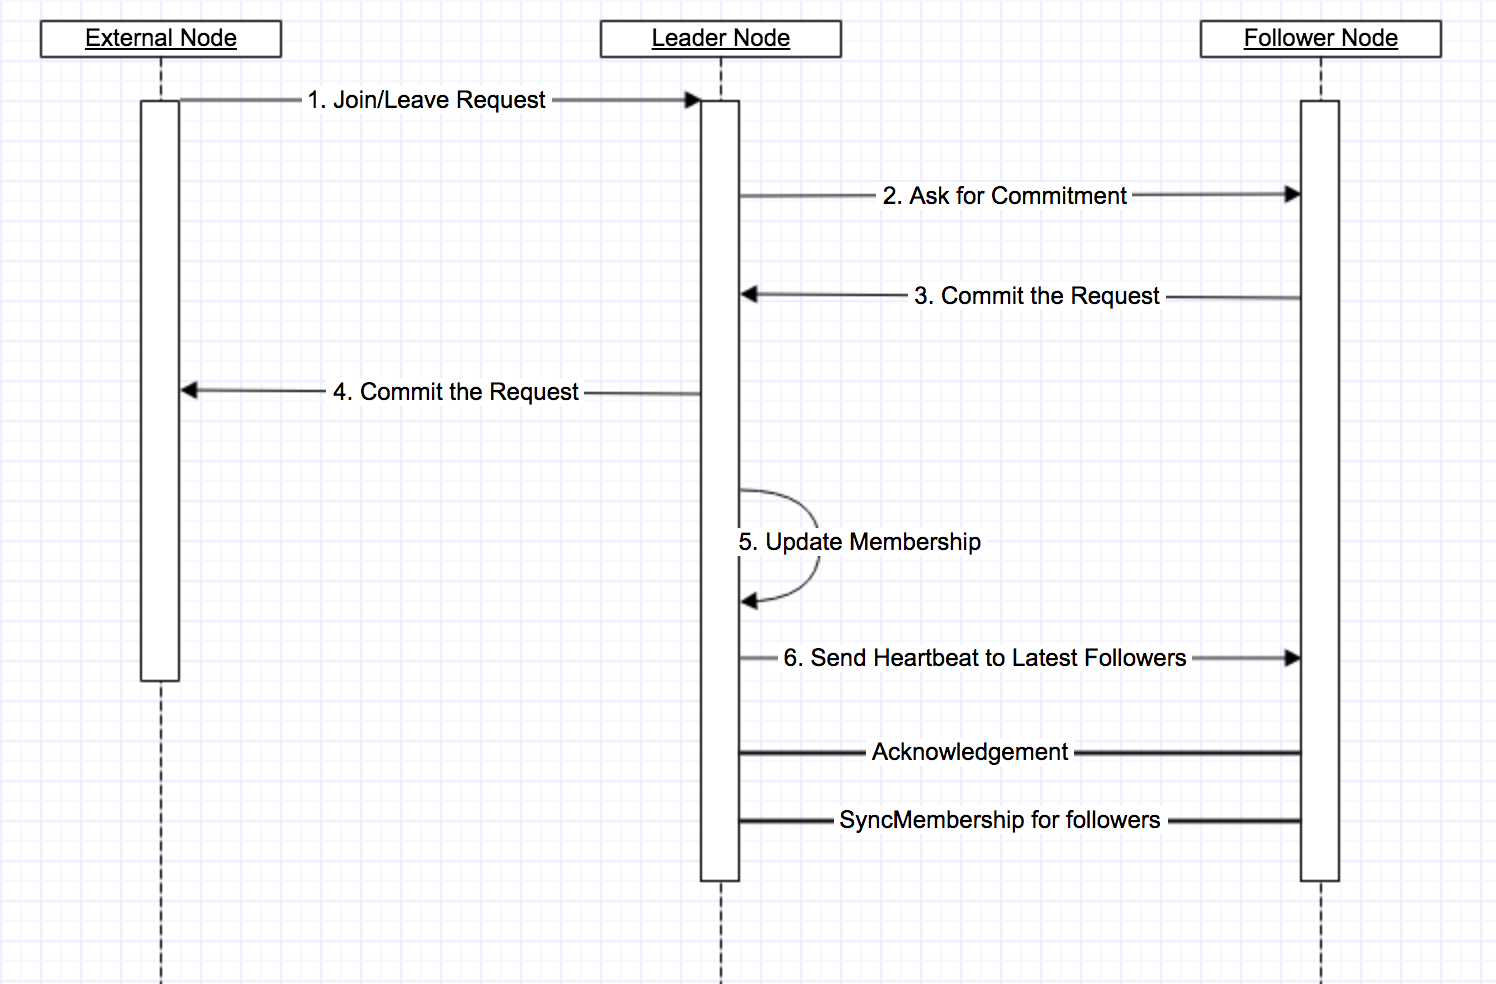 External Node
Leader Node
Follower Node
1. Join/Leave Request
2. Ask for Commitment
3. Commit the Request
4. Commit the Request
5. Update Membership
6. Send Heartbeat to Latest Followers
Acknowledgement
SyncMembership for followers